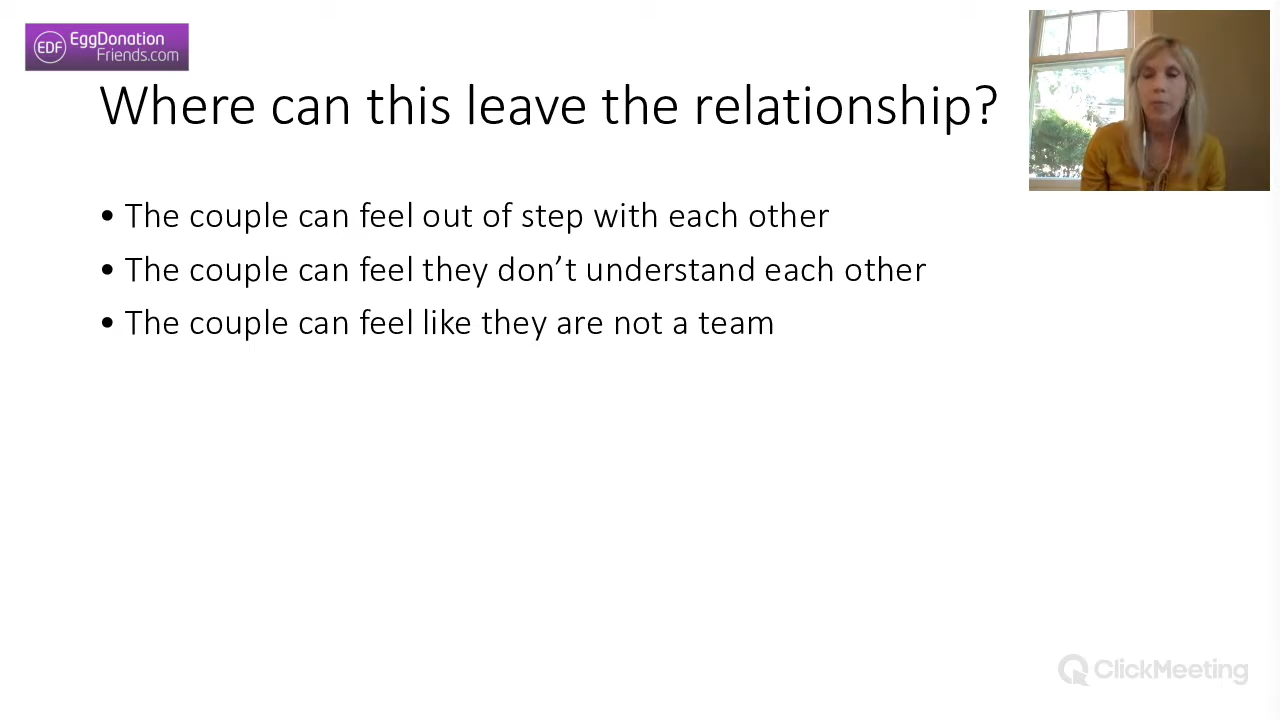 EDF EggDonation
Friends.com
Where can this leave the relationship?
• The couple can feel out of step with each other
• The couple can feel they don’t understand each other
• The couple can feel like they are not a team
ClickMeeting